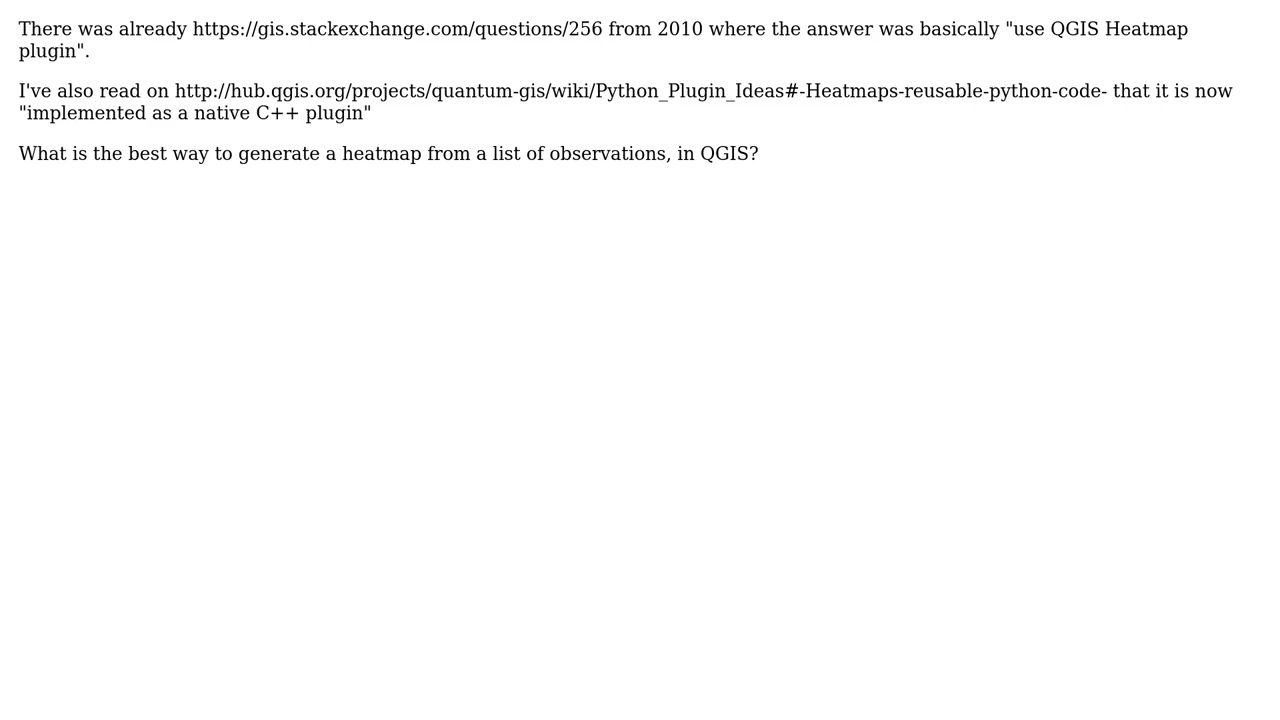 There was already https://gis.stackexchange.com/questions/256 from 2010 where the answer was basically "use QGIS Heatmap
plugin".
I've also read on http://hub.qgis.org/projects/quantum-gis/wiki/Python_Plugin_Ideas#-Heatmaps-reusable-python-code- that it is now
"implemented as a native C++ plugin"
What is the best way to generate a heatmap from a list of observations, in QGIS?